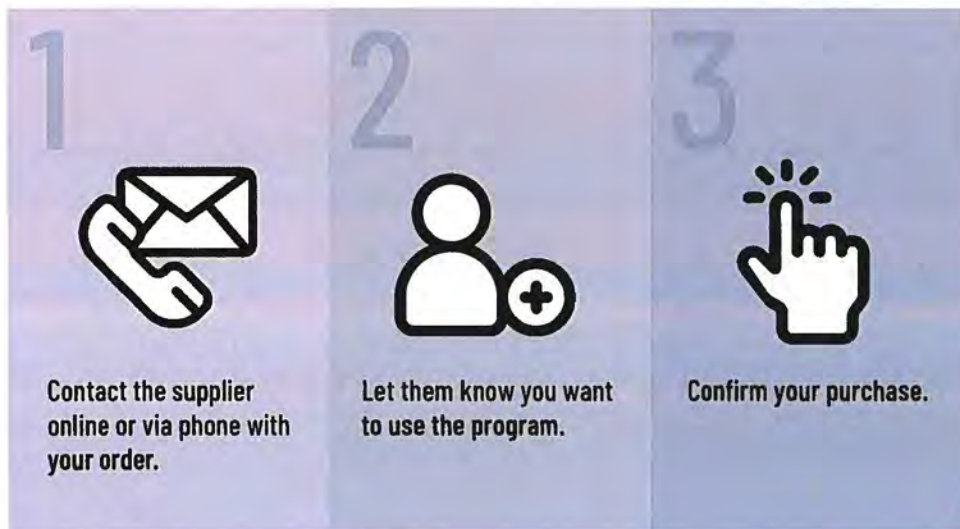 1
Contact the supplier
online or via phone with
your order.
2
Let them know you want
to use the program.
3
Confirm your purchase.